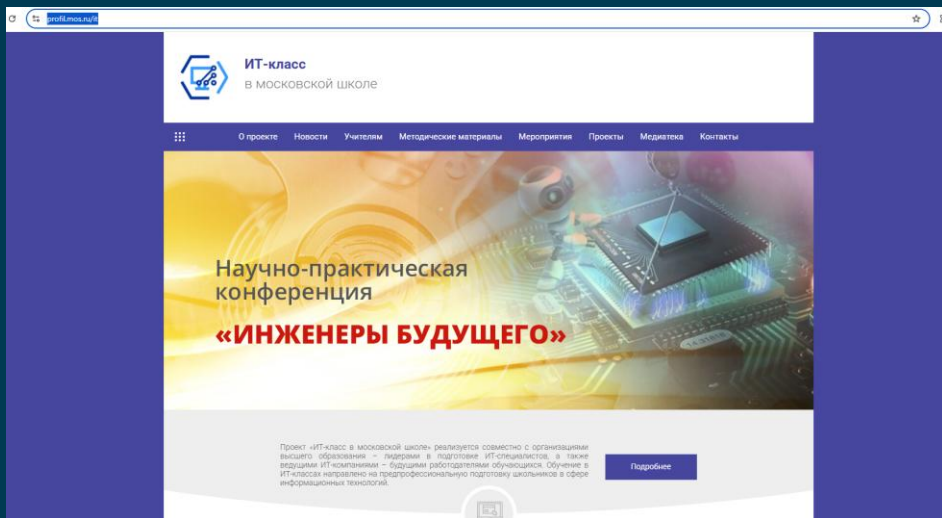 profil.mos.ru/it
ИТ-класс
в московской школе
О проекте Новости Учителям Методические материалы Мероприятия Проекты Медиатека Контакты
Научно-практическая
конференция
«ИНЖЕНЕРЫ БУДУЩЕГО»
14.31818
Проект «ИТ-класс в московской школе» реализуется совместно с организациями
высшего образования – лидерами в подготовке ИТ-специалистов, а также
ведущими ИТ-компаниями – будущими работодателями обучающихся. Обучение в
ИТ-классах направлено на предпрофессиональную подготовку школьников в сфере
информационных технологий.
Подробнее